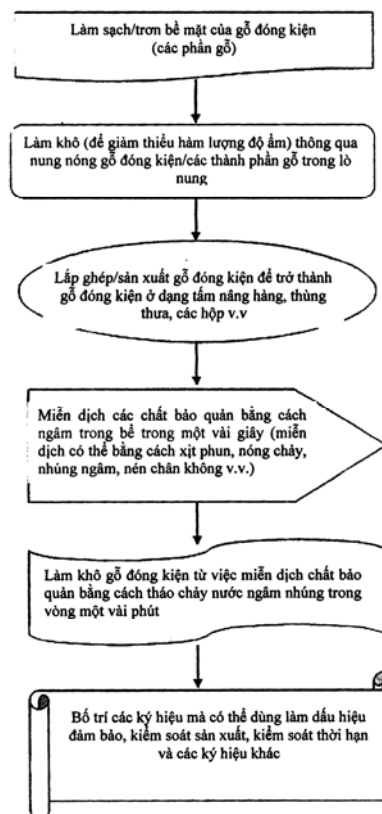 Làm sạch/trơn bề mặt của gỗ đóng kiện
(các phần gỗ)
Làm khô (để giảm thiểu hàm lượng độ ẩm) thông qua
nung nóng gỗ đóng kiện/các thành phần gỗ trong lò
nung
Lắp ghép/sản xuất gỗ đóng kiện để trở thành
gỗ đóng kiện ở dạng tấm nâng hàng, thùng
thưa, các hộp v.v
Miễn dịch các chất bảo quản bằng cách
ngâm trong bể trong một vài giây (miễn
dịch có thể bằng cách xịt phun, nóng chảy,
nhúng ngâm, nén chân không v.v.)
Làm khô gỗ đóng kiện từ việc miễn dịch chất bảo
quản bằng cách tháo chảy nước ngâm nhúng trong
vòng một vài phút
Bố trí các ký hiệu mà có thể dùng làm dấu hiệu
đảm bảo, kiểm soát sản xuất, kiểm soát thời hạn
và các ký hiệu khác